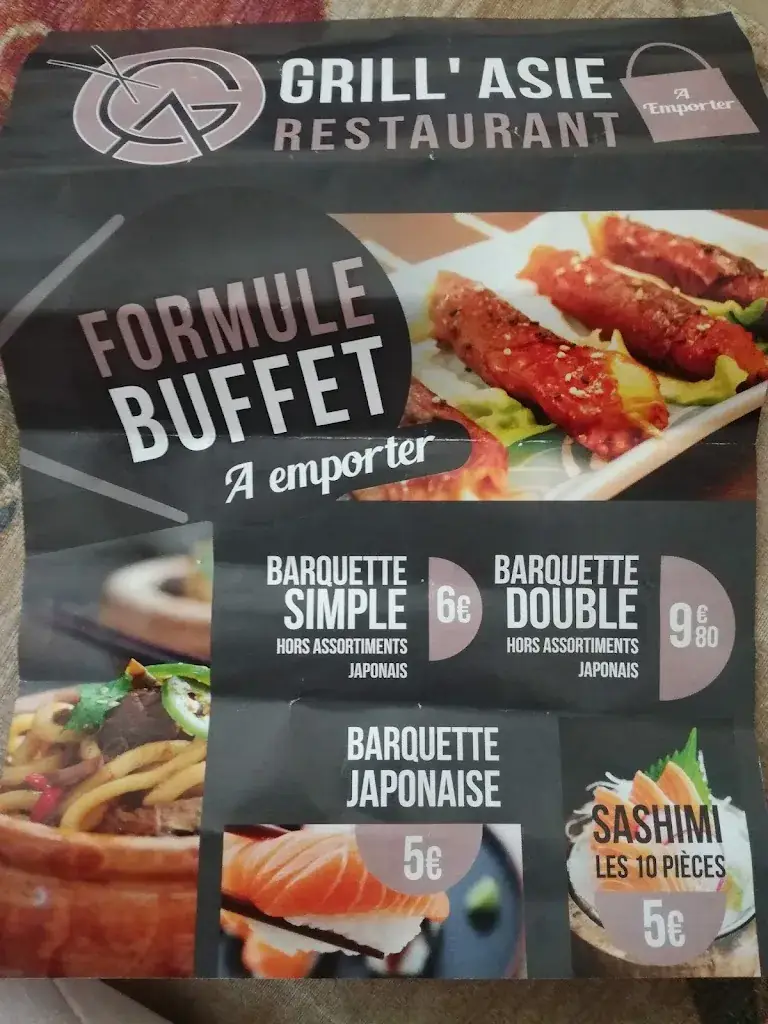 GRILL' ASIE
RESTAURANT
A
Emporter
FORMULE
BUFFET
A emporter
BARQUETTE
SIMPLE
HORS ASSORTIMENTS
JAPONAIS
6€
BARQUETTE
DOUBLE
HORS ASSORTIMENTS
JAPONAIS
9€80
BARQUETTE
JAPONAISE
5€
SASHIMI
LES 10 PIÈCES
5€